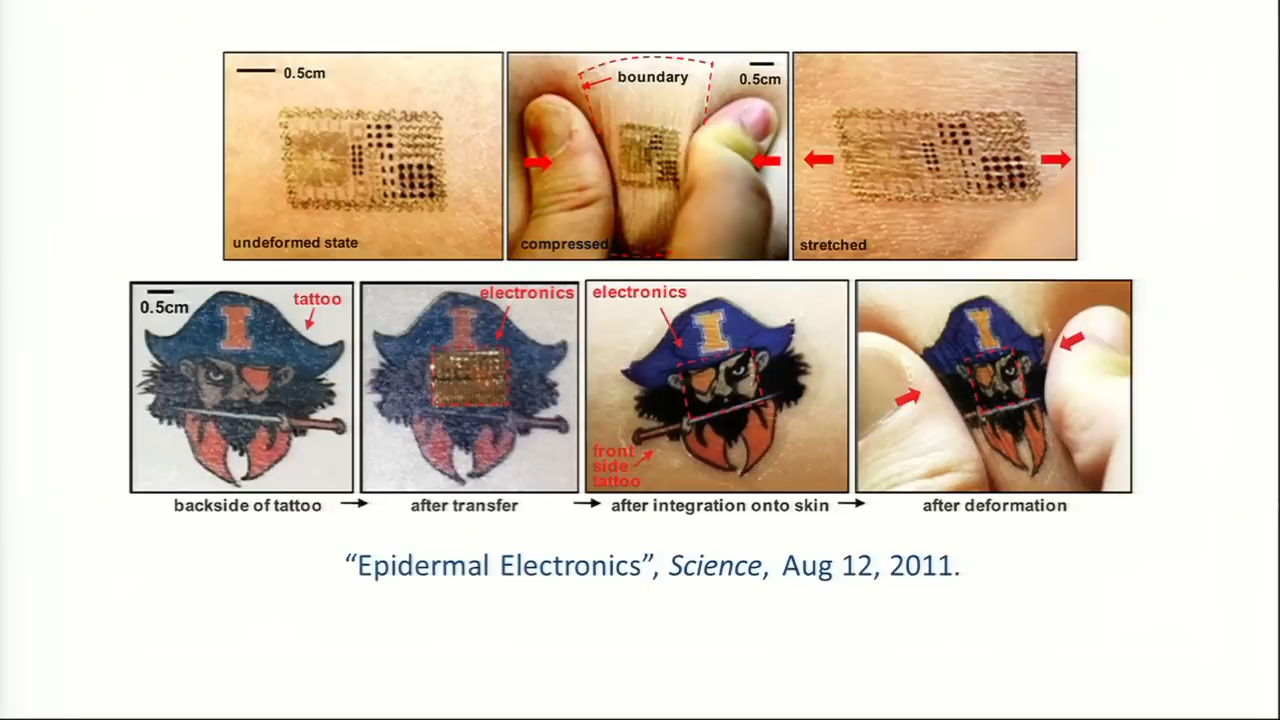 0.5cm
boundary
0.5cm
undeformed state
compressed
stretched
0.5cm
tattoo
electronics
electronics
front
side
tattoo
backside of tattoo
after transfer
after integration onto skin
after deformation
“Epidermal Electronics”, Science, Aug 12, 2011.